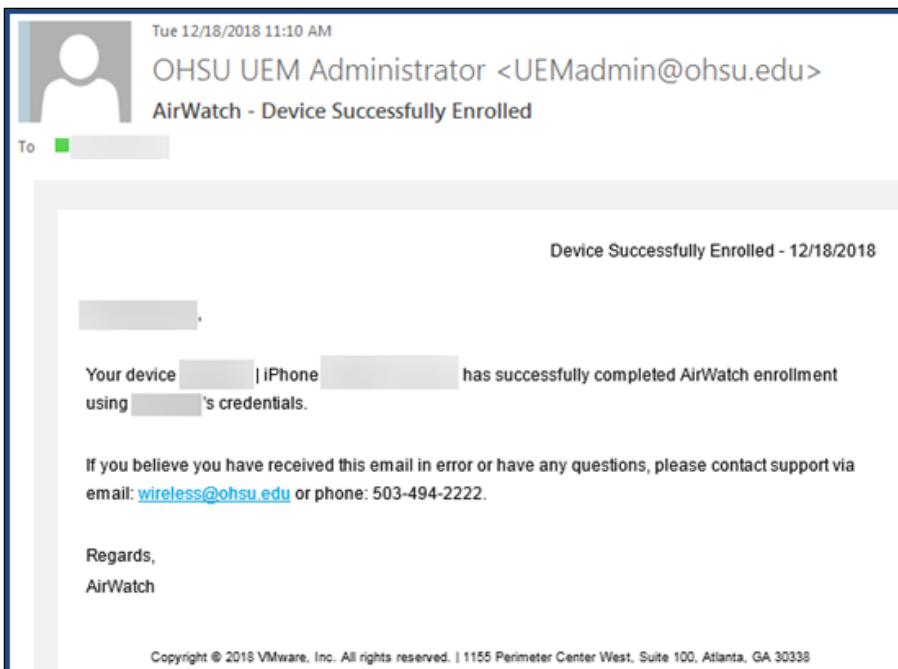 Tue 12/18/2018 11:10 AM
OHSU UEM Administrator <UEMadmin@ohsu.edu>
AirWatch - Device Successfully Enrolled
To
Device Successfully Enrolled - 12/18/2018
,
Your device | iPhone has successfully completed AirWatch enrollment
using 's credentials.
If you believe you have received this email in error or have any questions, please contact support via
email: wireless@ohsu.edu or phone: 503-494-2222.
Regards,
AirWatch
Copyright © 2018 VMware, Inc. All rights reserved. | 1155 Perimeter Center West, Suite 100, Atlanta, GA 30338